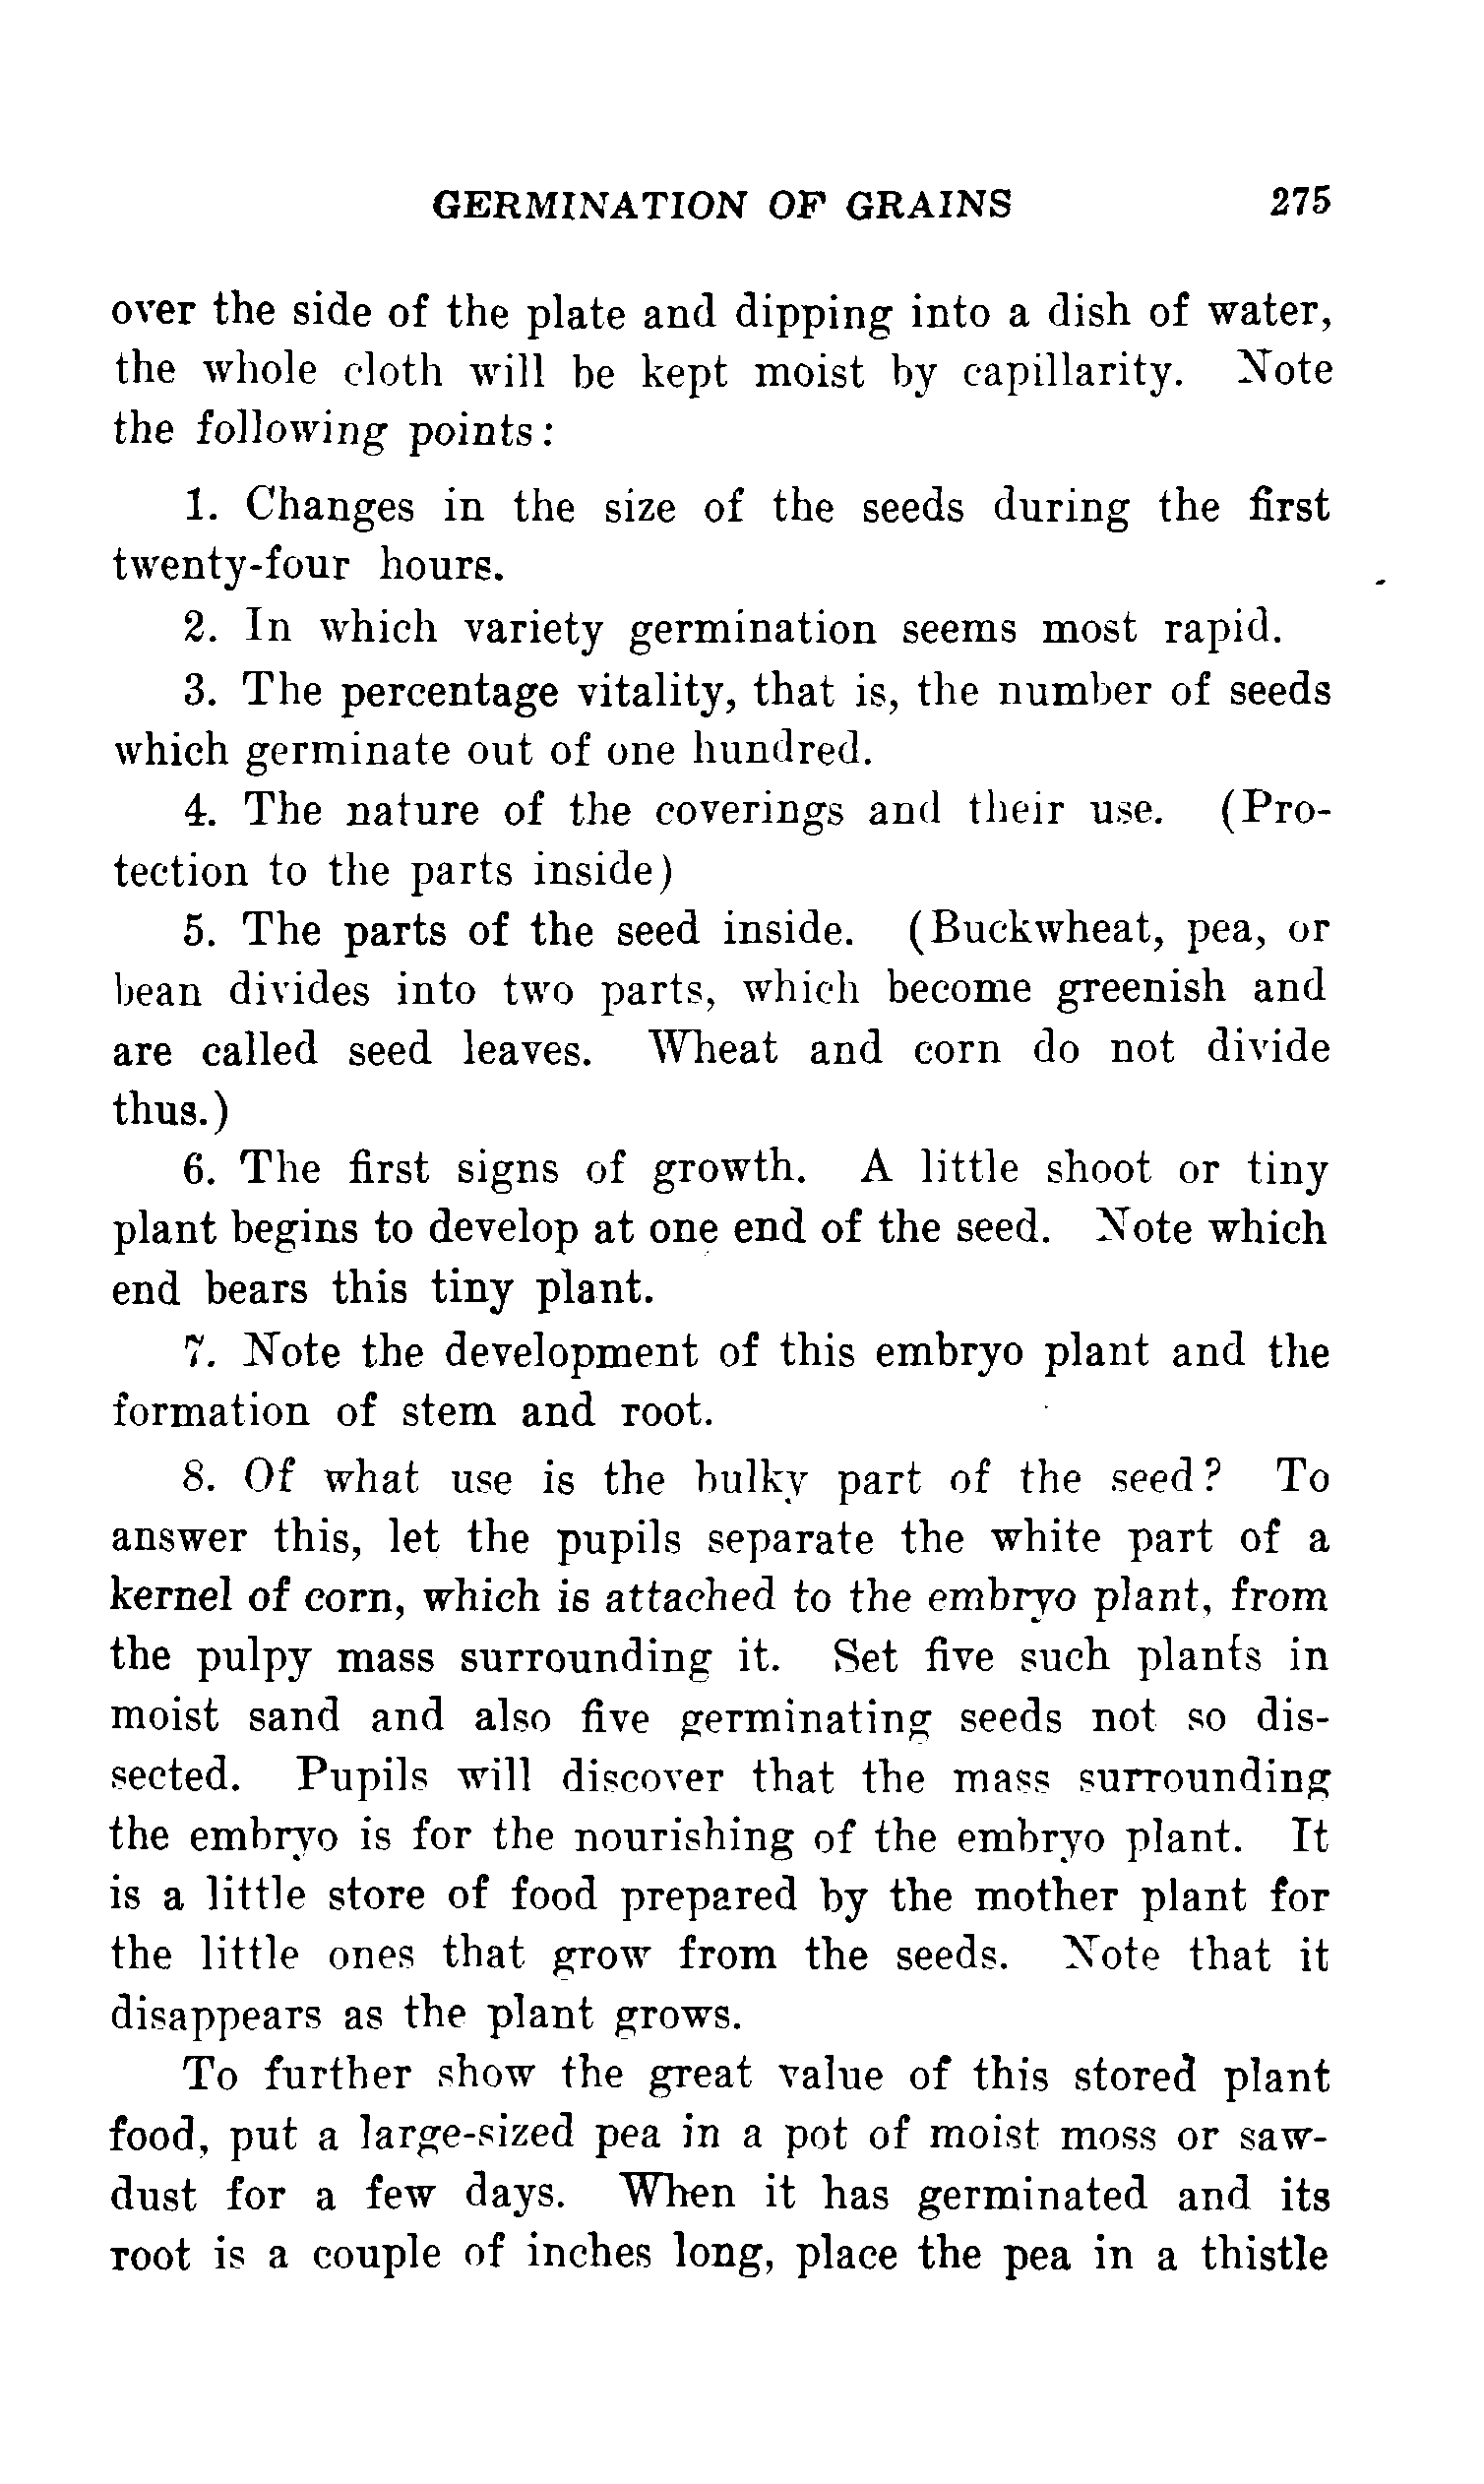 GERMINATION OF GRAINS 275
over the side of the plate and dipping into a dish of water,
the whole cloth will be kept moist by capillarity. Note
the following points:
1. Changes in the size of the seeds during the first
twenty-four hours.
2. In which variety germination seems most rapid.
3. The percentage vitality, that is, the number of seeds
which germinate out of one hundred.
4. The nature of the coverings and their use. (Pro-
tection to the parts inside)
5. The parts of the seed inside. (Buckwheat, pea, or
bean divides into two parts, which become greenish and
are called seed leaves. Wheat and corn do not divide
thus.)
6. The first signs of growth. A little shoot or tiny
plant begins to develop at one end of the seed. Note which
end bears this tiny plant.
7. Note the development of this embryo plant and the
formation of stem and root.
8. Of what use is the bulky part of the seed? To
answer this, let the pupils separate the white part of a
kernel of corn, which is attached to the embryo plant, from
the pulpy mass surrounding it. Set five such plants in
moist sand and also five germinating seeds not so dis-
sected. Pupils will discover that the mass surrounding
the embryo is for the nourishing of the embryo plant. It
is a little store of food prepared by the mother plant for
the little ones that grow from the seeds. Note that it
disappears as the plant grows.
To further show the great value of this stored plant
food, put a large-sized pea in a pot of moist moss or saw-
dust for a few days. When it has germinated and its
root is a couple of inches long, place the pea in a thistle